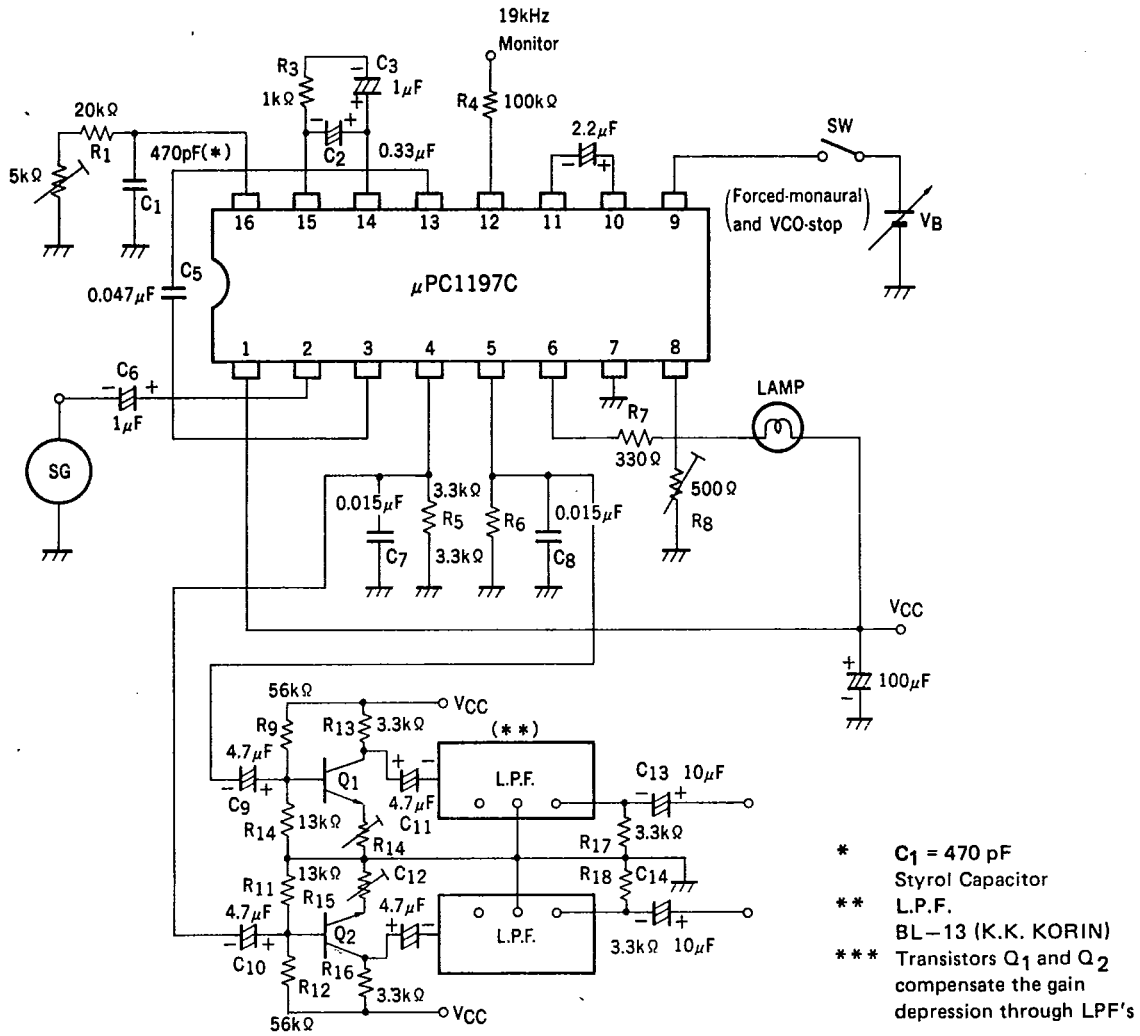 19kHz
Monitor
R3
1kΩ
C3
1μF
R4
100kΩ
20kΩ
R1
5kΩ
470pF(*)
C1
C2
0.33μF
2.2μF
SW
(Forced-monaural
and VCO-stop)
VB
16 15 14 13 12 11 10 9
μPC1197C
1 2 3 4 5 6 7 8
C5
0.047μF
C6
1μF
SG
LAMP
R7
330Ω
500Ω
R8
0.015μF
C7
3.3kΩ
R5
3.3kΩ
R6
0.015μF
C8
VCC
100μF
56kΩ
VCC
R9
R13
3.3kΩ
(**)
4.7μF
C9
Q1
4.7μF
C11
L.P.F.
C13
10μF
R14
13kΩ
R14
R17
3.3kΩ
R11
13kΩ
R15
C12
R18
C14
4.7μF
C10
Q2
4.7μF
L.P.F.
3.3kΩ
10μF
R12
R16
3.3kΩ
56kΩ
VCC
* C1 = 470 pF
Styrol Capacitor
** L.P.F.
BL-13 (K.K. KORIN)
*** Transistors Q1 and Q2
compensate the gain
depression through LPF's